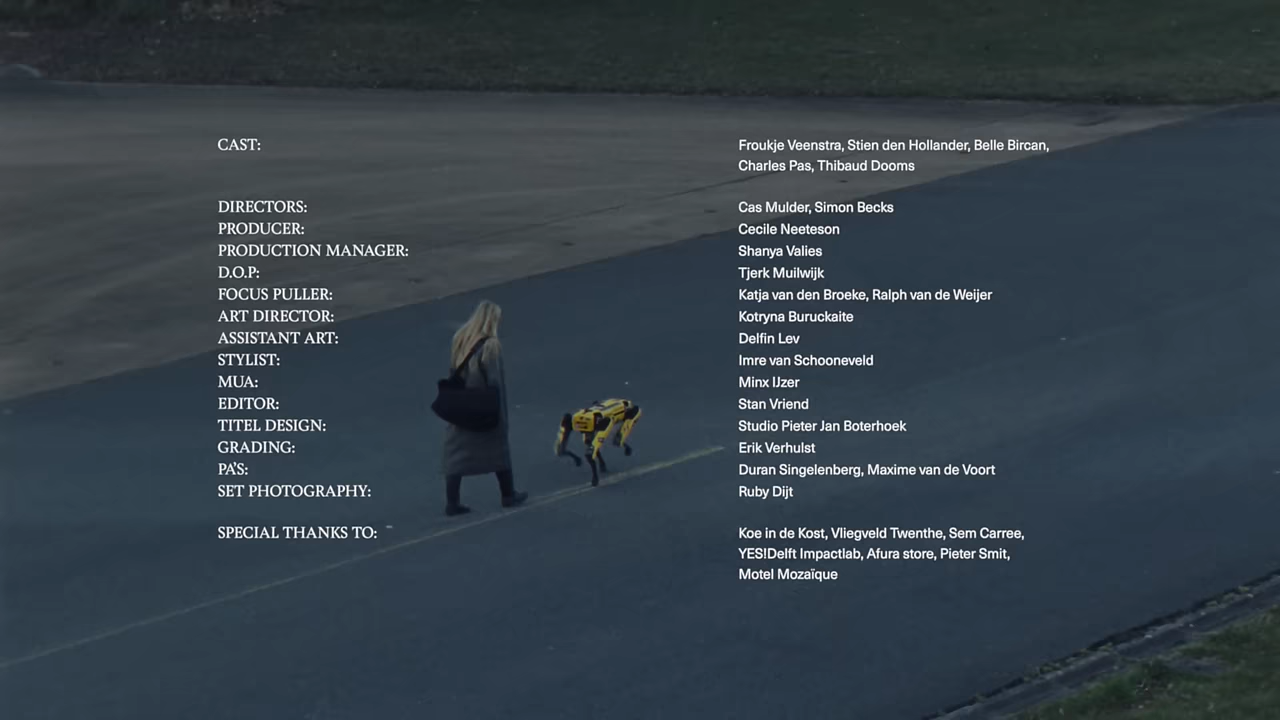 CAST: Froukje Veenstra, Stien den Hollander, Belle Bircan,
Charles Pas, Thibaud Dooms
DIRECTORS: Cas Mulder, Simon Becks
PRODUCER: Cecile Neeteson
PRODUCTION MANAGER: Shanya Valies
D.O.P: Tjerk Muilwijk
FOCUS PULLER: Katja van den Broeke, Ralph van de Weijer
ART DIRECTOR: Kotryna Buruckaite
ASSISTANT ART: Delfin Lev
STYLIST: Imre van Schooneveld
MUA: Minx IJzer
EDITOR: Stan Vriend
TITEL DESIGN: Studio Pieter Jan Boterhoek
GRADING: Erik Verhulst
PA'S: Duran Singelenberg, Maxime van de Voort
SET PHOTOGRAPHY: Ruby Dijt
SPECIAL THANKS TO: Koe in de Kost, Vliegveld Twenthe, Sem Carree,
YES!Delft Impactlab, Afura store, Pieter Smit,
Motel Mozaïque